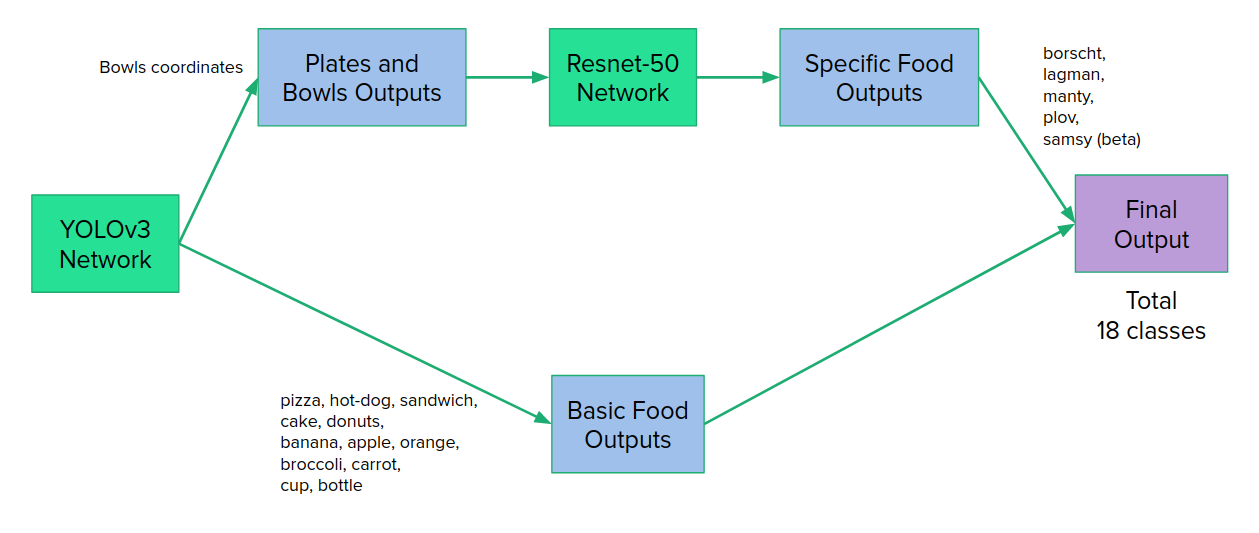 Bowls coordinates
Plates and
Bowls Outputs
Resnet-50
Network
Specific Food
Outputs
borscht,
lagman,
manty,
plov,
samsy (beta)
YOLOv3
Network
Final
Output
Total
18 classes
pizza, hot-dog, sandwich,
cake, donuts,
banana, apple, orange,
broccoli, carrot,
cup, bottle
Basic Food
Outputs